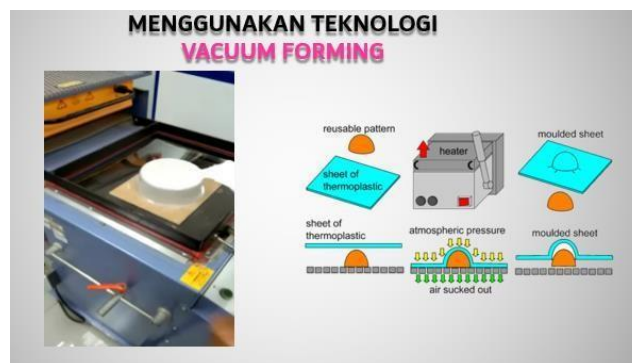 MENGGUNAKAN TEKNOLOGI
VACUUM FORMING
reusable pattern
sheet of
thermoplastic
heater
moulded sheet
sheet of
thermoplastic
atmospheric pressure
air sucked out
moulded sheet